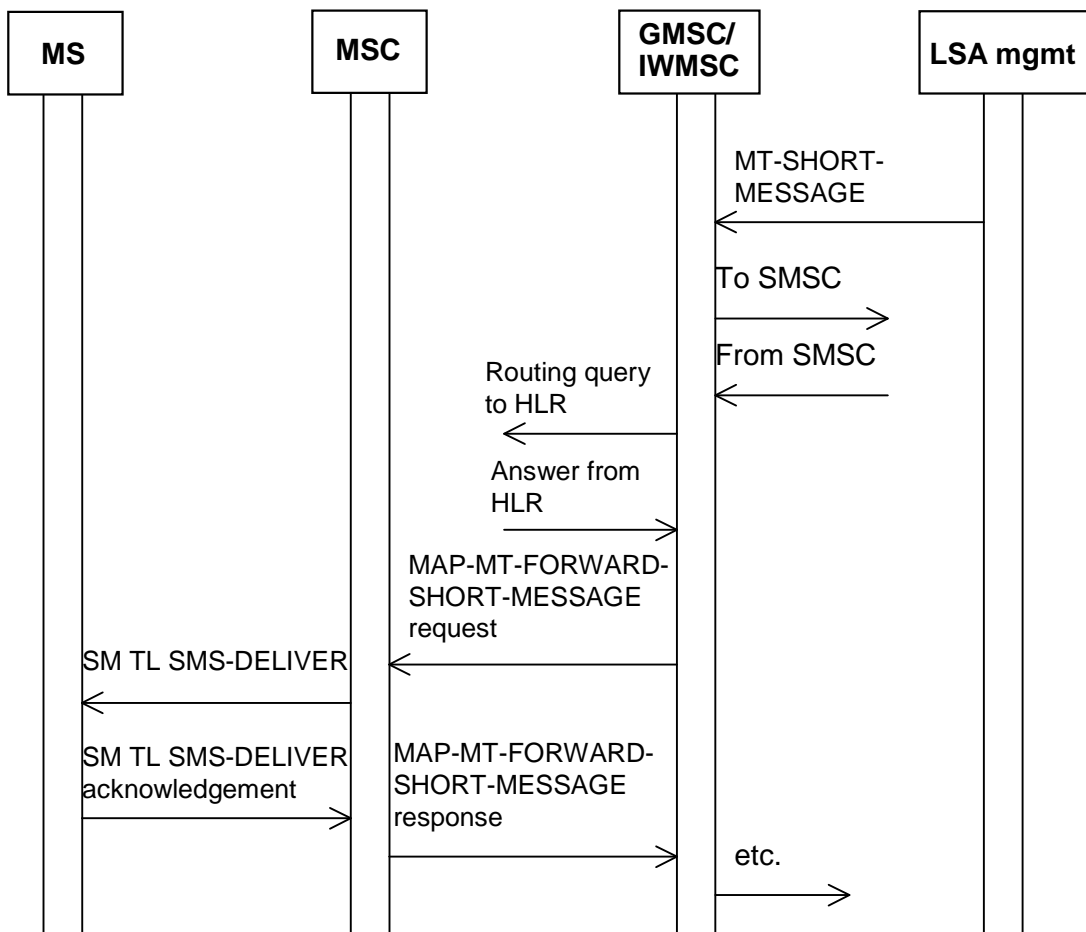 MS
MSC
GMSC/
IWMSC
LSA mgmt
MT-SHORT-
MESSAGE
To SMSC
From SMSC
Routing query
to HLR
Answer from
HLR
MAP-MT-FORWARD-
SHORT-MESSAGE
request
SM TL SMS-DELIVER
SM TL SMS-DELIVER
acknowledgement
MAP-MT-FORWARD-
SHORT-MESSAGE
response
etc.